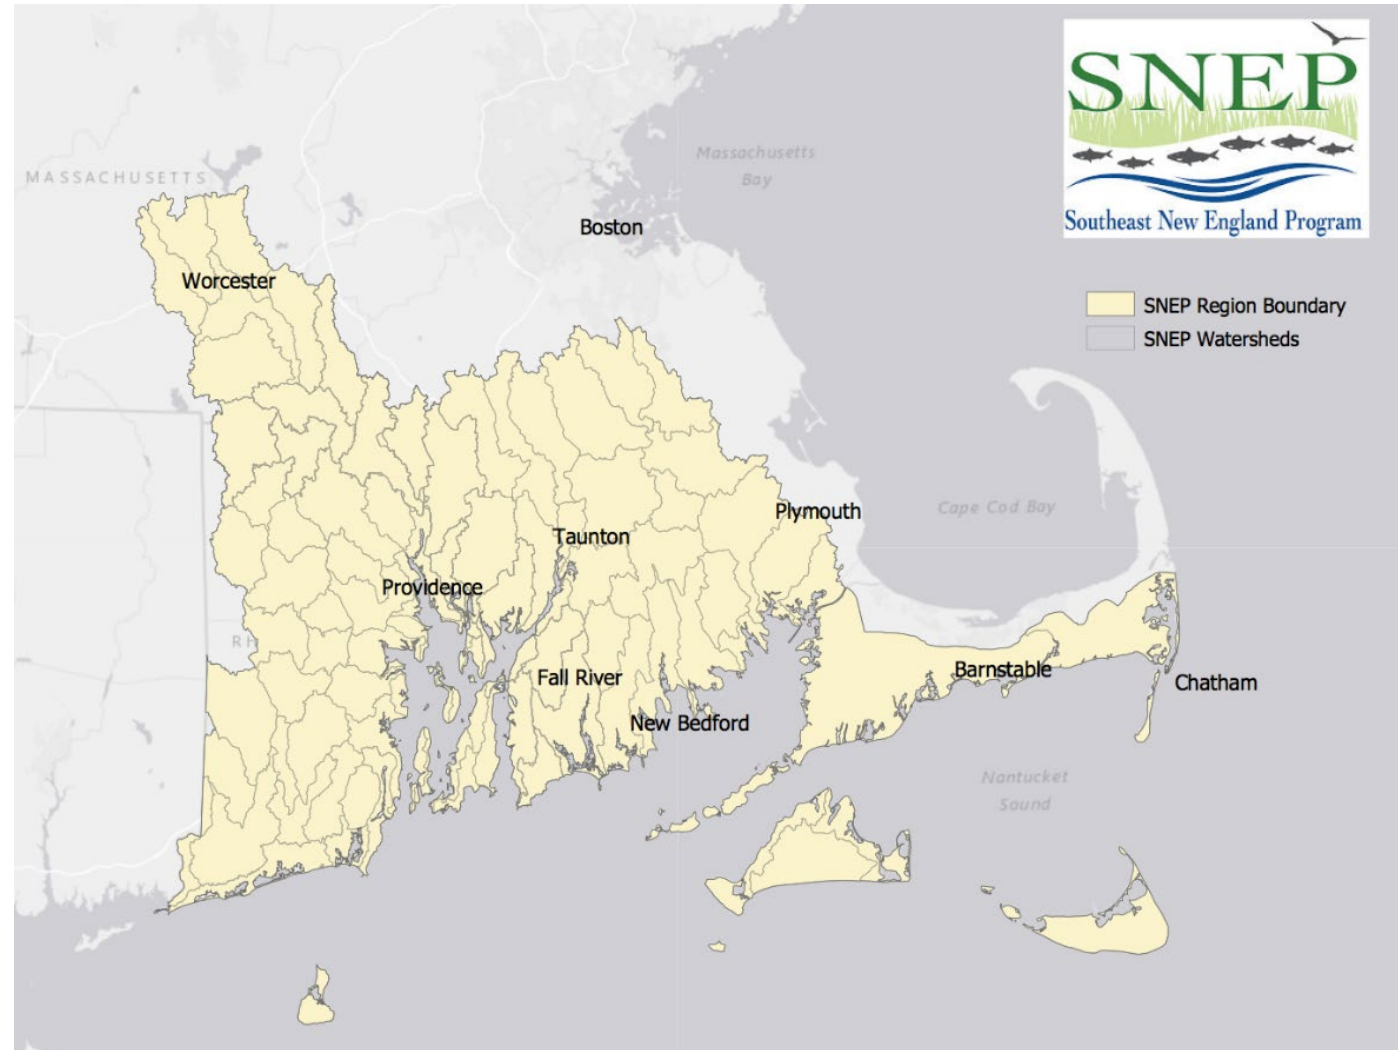 SNEP
Southeast New England Program
Massachusetts
Bay
MASSACHUSETTS
Boston
Worcester
SNEP Region Boundary
SNEP Watersheds
Plymouth
Cape Cod Bay
Taunton
Providence
RH
Fall River
Barnstable
Chatham
New Bedford
Nantucket
Sound